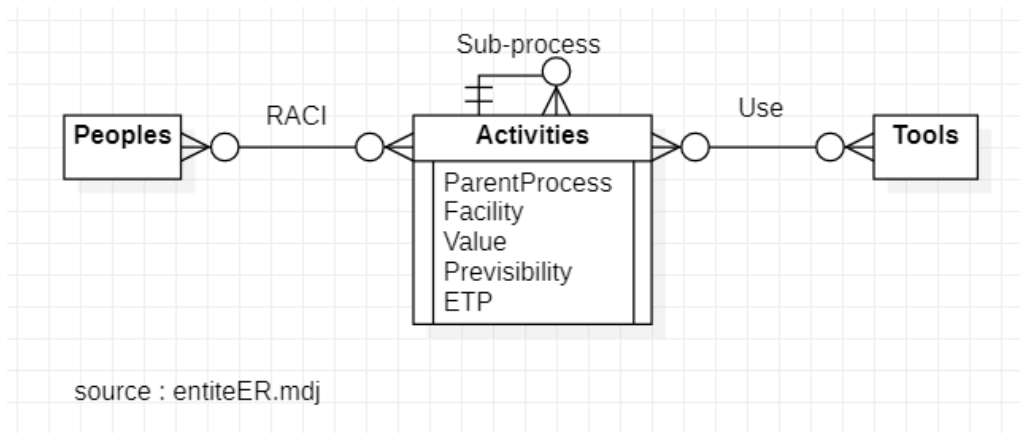 Sub-process
RACI
Use
Peoples
Activities
Tools
ParentProcess
Facility
Value
Previsibility
ETP
source : entiteER.mdj